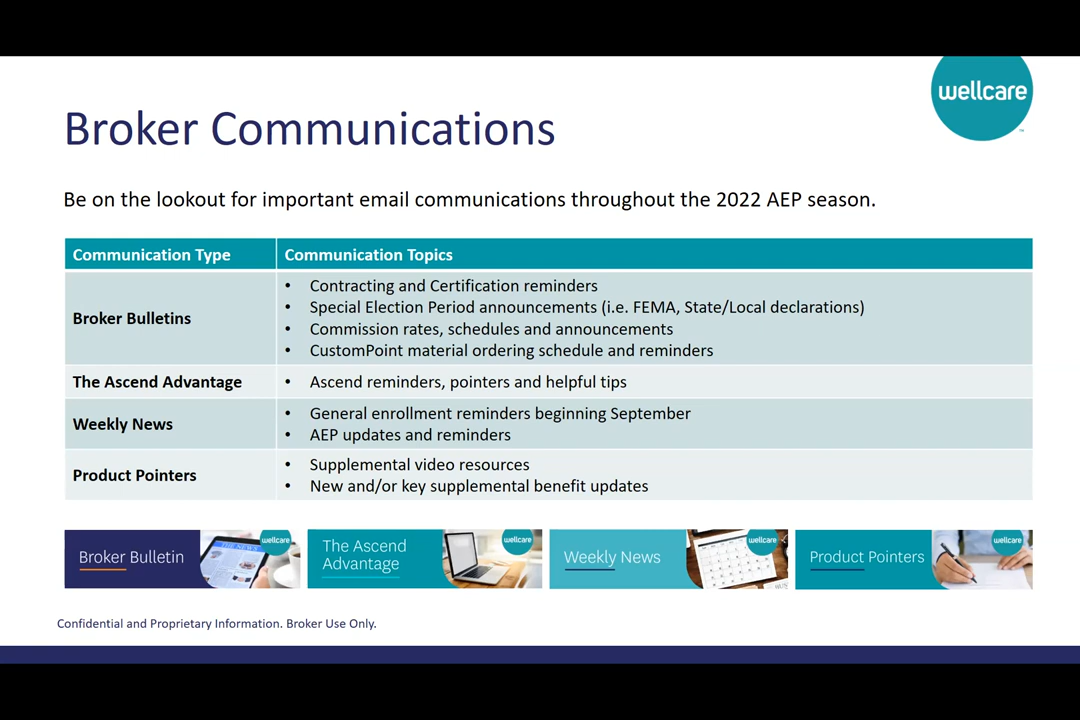 wellcare
Broker Communications
Be on the lookout for important email communications throughout the 2022 AEP season.
Communication Type
Communication Topics
Broker Bulletins
• Contracting and Certification reminders
• Special Election Period announcements (i.e. FEMA, State/Local declarations)
• Commission rates, schedules and announcements
• CustomPoint material ordering schedule and reminders
The Ascend Advantage
• Ascend reminders, pointers and helpful tips
Weekly News
• General enrollment reminders beginning September
• AEP updates and reminders
Product Pointers
• Supplemental video resources
• New and/or key supplemental benefit updates
Broker Bulletin
THE NEWS
wellcare
The Ascend
Advantage
wellcare
Weekly News
wellcare
Product Pointers
wellcare
Confidential and Proprietary Information. Broker Use Only.